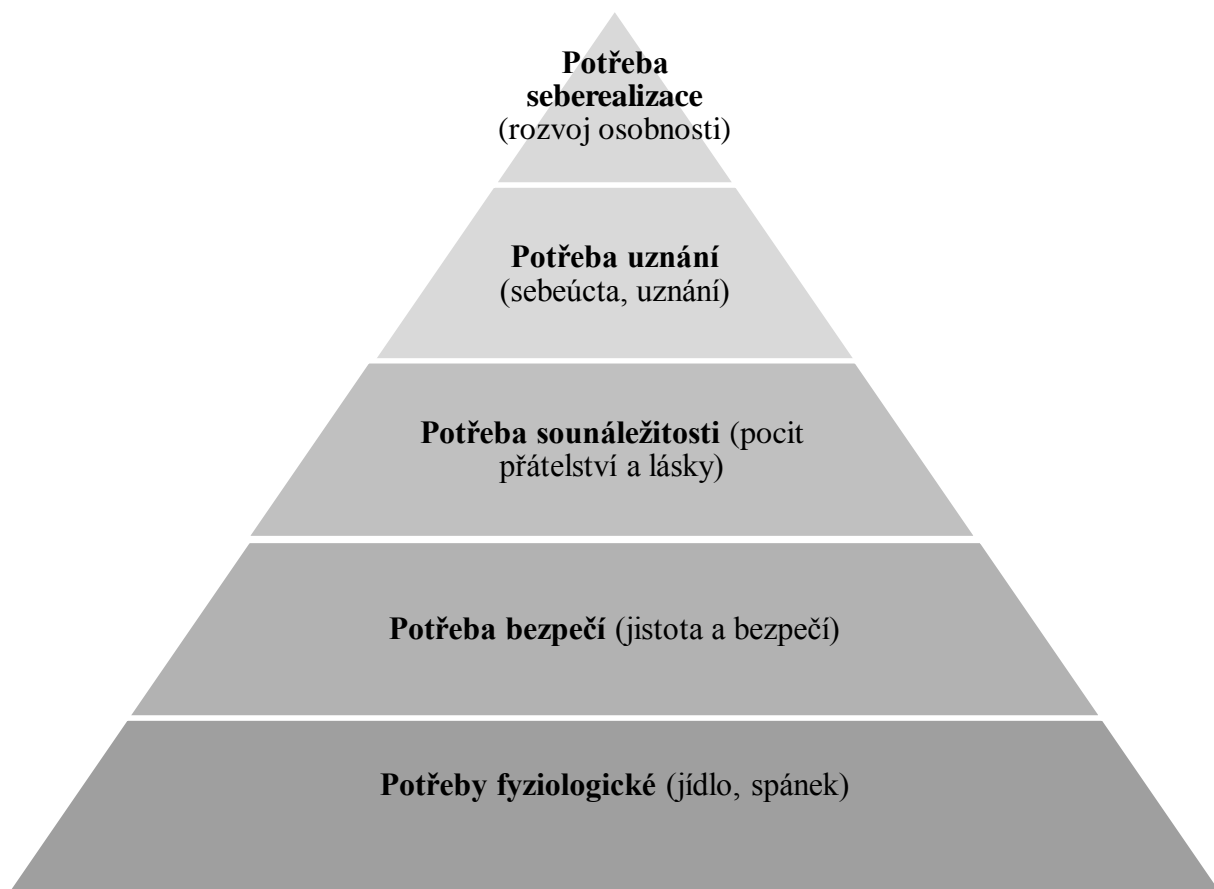 Potřeba
seberealizace
(rozvoj osobnosti)
Potřeba uznání
(sebeúcta, uznání)
Potřeba sounáležitosti (pocit
přátelství a lásky)
Potřeba bezpečí (jistota a bezpečí)
Potřeby fyziologické (jídlo, spánek)